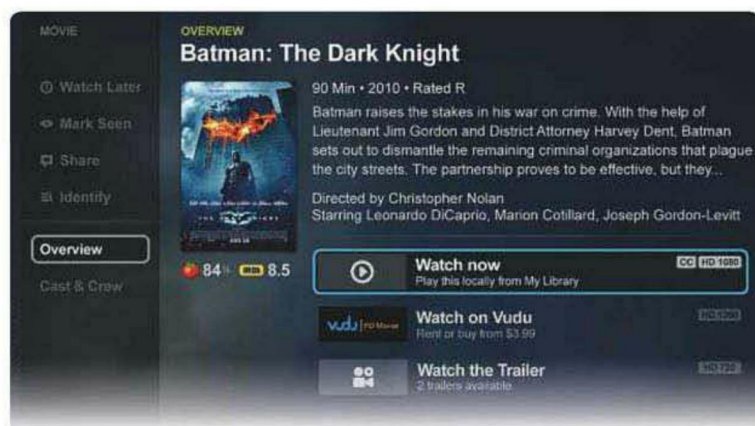 MOVIE
Watch Later
Mark Seen
Share
Identify
Overview
Cast & Crew
OVERVIEW
Batman: The Dark Knight
90 Min • 2010 • Rated R
Batman raises the stakes in his war on crime. With the help of
Lieutenant Jim Gordon and District Attorney Harvey Dent, Batman
sets out to dismantle the remaining criminal organizations that plague
the city streets. The partnership proves to be effective, but they...
Directed by Christopher Nolan
Starring Leonardo DiCaprio, Marion Cotillard, Joseph Gordon-Levitt
84% IMDb 8.5
Watch now CC HD 1080
Play this locally from My Library
vudu HD Movies
Watch on Vudu
Rent or buy from $3.99
Watch the Trailer HD 720
2 trailers available.